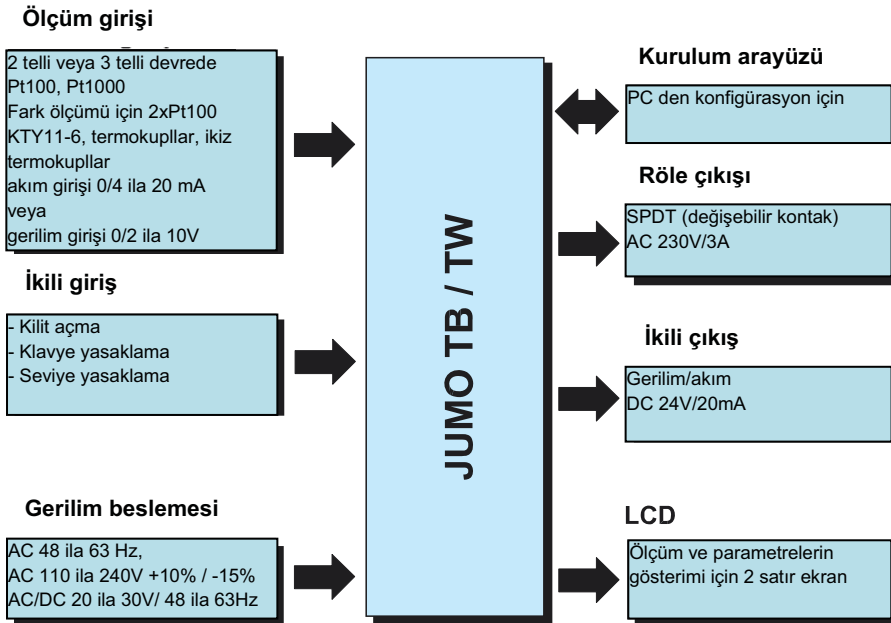 Ölçüm girişi
2 telli veya 3 telli devrede
Pt100, Pt1000
Fark ölçümü için 2xPt100
KTY11-6, termokupllar, ikiz
termokupllar
akım girişi 0/4 ila 20 mA
veya
gerilim girişi 0/2 ila 10V
İkili giriş
- Kilit açma
- Klavye yasaklama
- Seviye yasaklama
Gerilim beslemesi
AC 48 ila 63 Hz,
AC 110 ila 240V +10% / -15%
AC/DC 20 ila 30V/ 48 ila 63Hz
JUMO TB / TW
Kurulum arayüzü
PC den konfigürasyon için
Röle çıkışı
SPDT (değişebilir kontak)
AC 230V/3A
İkili çıkış
Gerilim/akım
DC 24V/20mA
LCD
Ölçüm ve parametrelerin
gösterimi için 2 satır ekran